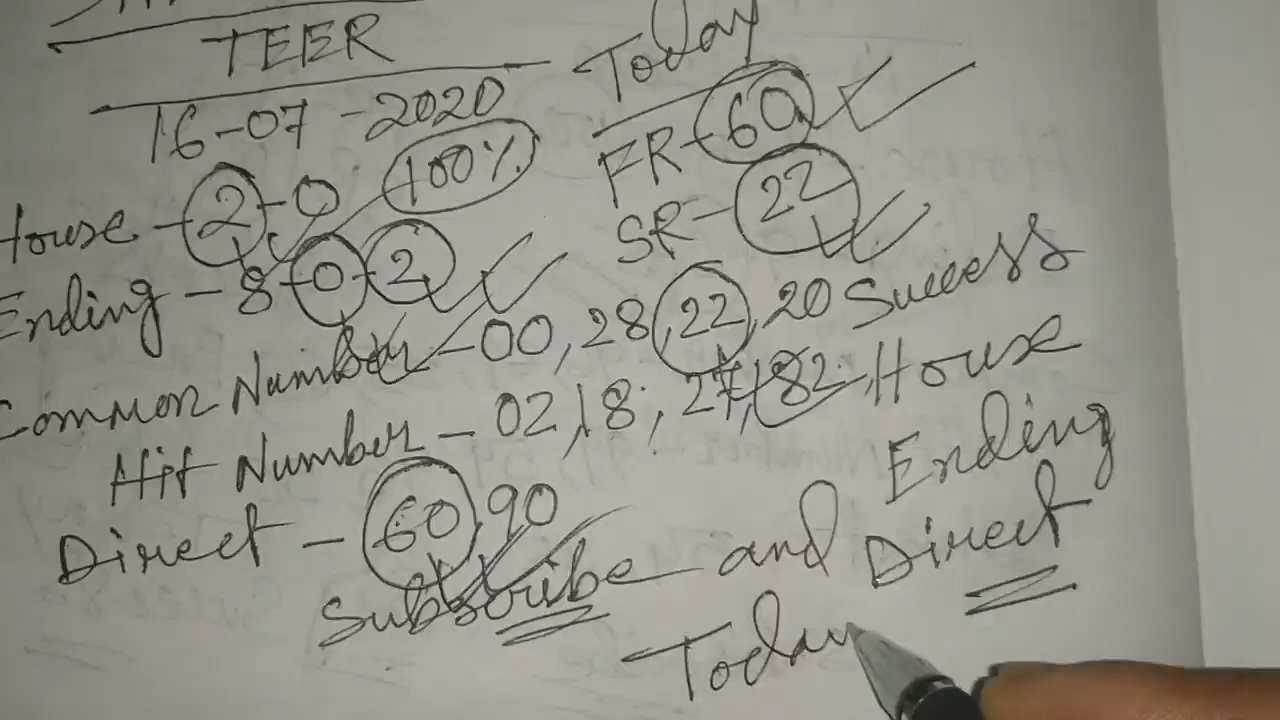 TEER
16-07-2020
Today
FR-60
SR-22
House-2-0 100%
Ending-8-0-2
Common Number-00,28,22,20 Success
Hit Number-02,18,27,82, House
Direct-60,90 Ending
Subscribe and Direct
Today